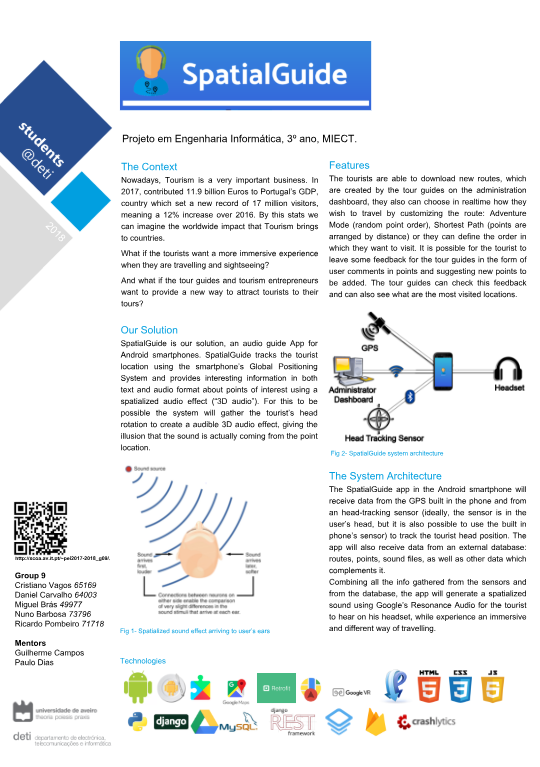 SpatialGuide
students
@deti
2018
Projeto em Engenharia Informática, 3º ano, MIECT.
The Context
Nowadays, Tourism is a very important business. In
2017, contributed 11.9 billion Euros to Portugal's GDP,
country which set a new record of 17 million visitors,
meaning a 12% increase over 2016. By this stats we
can imagine the worldwide impact that Tourism brings
to countries.
What if the tourists want a more immersive experience
when they are travelling and sightseeing?
And what if the tour guides and tourism entrepreneurs
want to provide a new way to attract tourists to their
tours?
Our Solution
SpatialGuide is our solution, an audio guide App for
Android smartphones. SpatialGuide tracks the tourist
location using the smartphone's Global Positioning
System and provides interesting information in both
text and audio format about points of interest using a
spatialized audio effect ("3D audio"). For this to be
possible the system will gather the tourist's head
rotation to create a audible 3D audio effect, giving the
illusion that the sound is actually coming from the point
location.
Sound source
Sound
arrives
first,
louder
Sound
arrives
later,
softer
Connections between neurons on
either side enable the comparison
of very slight differences in the
sound stimuli that arrive at each ear.
Fig 1- Spatialized sound effect arriving to user's ears
Features
The tourists are able to download new routes, which
are created by the tour guides on the administration
dashboard, they also can choose in realtime how they
wish to travel by customizing the route: Adventure
Mode (random point order), Shortest Path (points are
arranged by distance) or they can define the order in
which they want to visit. It is possible for the tourist to
leave some feedback for the tour guides in the form of
user comments in points and suggesting new points to
be added. The tour guides can check this feedback
and can also see what are the most visited locations.
GPS
Administrator
Dashboard
Headset
Head Tracking Sensor
Fig 2- SpatialGuide system architecture
The System Architecture
The SpatialGuide app in the Android smartphone will
receive data from the GPS built in the phone and from
an head-tracking sensor (ideally, the sensor is in the
user's head, but it is also possible to use the built in
phone's sensor) to track the tourist head position. The
app will also receive data from an external database:
routes, points, sound files, as well as other data which
complements it.
Combining all the info gathered from the sensors and
from the database, the app will generate a spatialized
sound using Google's Resonance Audio for the tourist
to hear on his headset, while experience an immersive
and different way of travelling.
http://xcoa.av.it.pt/~pei2017-2018_g09/.
Group 9
Cristiano Vagos 65169
Daniel Carvalho 64003
Miguel Brás 49977
Nuno Barbosa 73796
Ricardo Pombeiro 71718
Mentors
Guilherme Campos
Paulo Dias
universidade de aveiro
theoria poiesis praxis
deti departamento de electrónica,
telecomunicações e informática
Technologies
Google Maps
Retrofit
Google VR
HTML
5
CSS
3
JS
5
django
MySQL
django
REST
framework
crashlytics